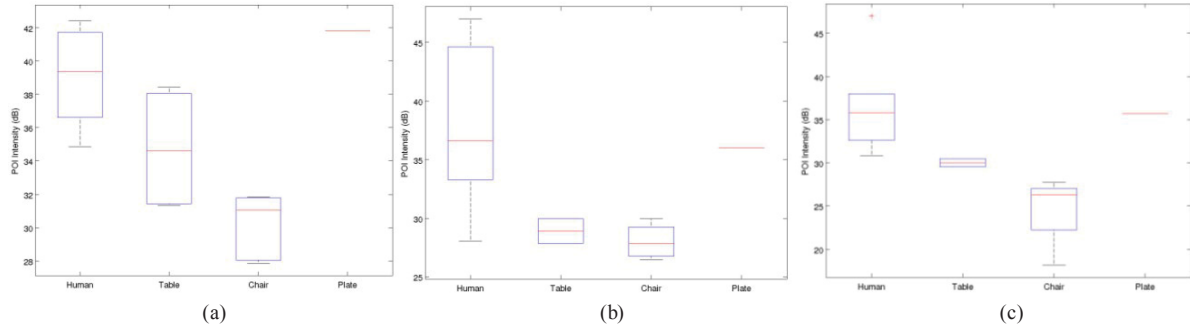 POI Intensity (dB)
42
40
38
36
34
32
30
28
Human Table Chair Plate
(a)
POI Intensity (dB)
45
40
35
30
25
Human Table Chair Plate
(b)
POI Intensity (dB)
45
40
35
30
25
20
Human Table Chair Plate
(c)